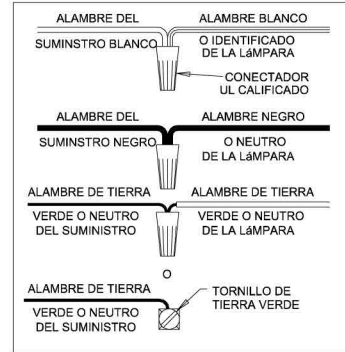 ALAMBRE DEL
ALAMBRE BLANCO
SUMINSTRO BLANCO
O IDENTIFICADO
DE LA LáMPARA
CONECTADOR
UL CALIFICADO
ALAMBRE DEL
ALAMBRE NEGRO
SUMINSTRO NEGRO
O NEUTRO
DE LA LáMPARA
ALAMBRE DE TIERRA
ALAMBRE DE TIERRA
VERDE O NEUTRO
DEL SUMINISTRO
VERDE O NEUTRO
DE LA LáMPARA
O
ALAMBRE DE TIERRA
VERDE O NEUTRO
DEL SUMINISTRO
TORNILLO DE
TIERRA VERDE